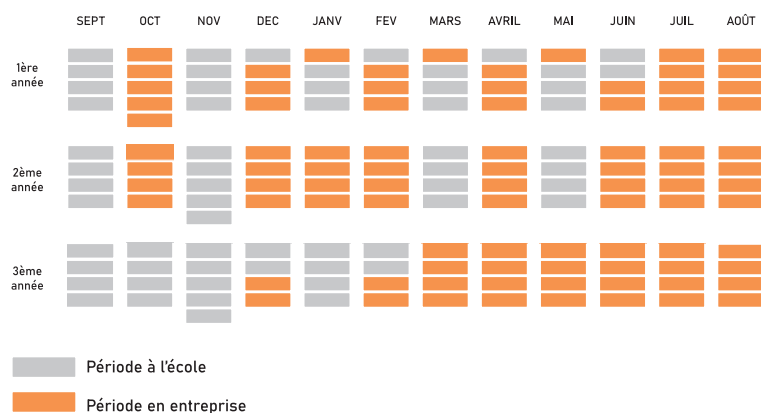 SEPT OCT NOV DEC JANV FEV MARS AVRIL MAI JUIN JUIL AOÛT
1ère
année
2ème
année
3ème
année
Période à l'école
Période en entreprise